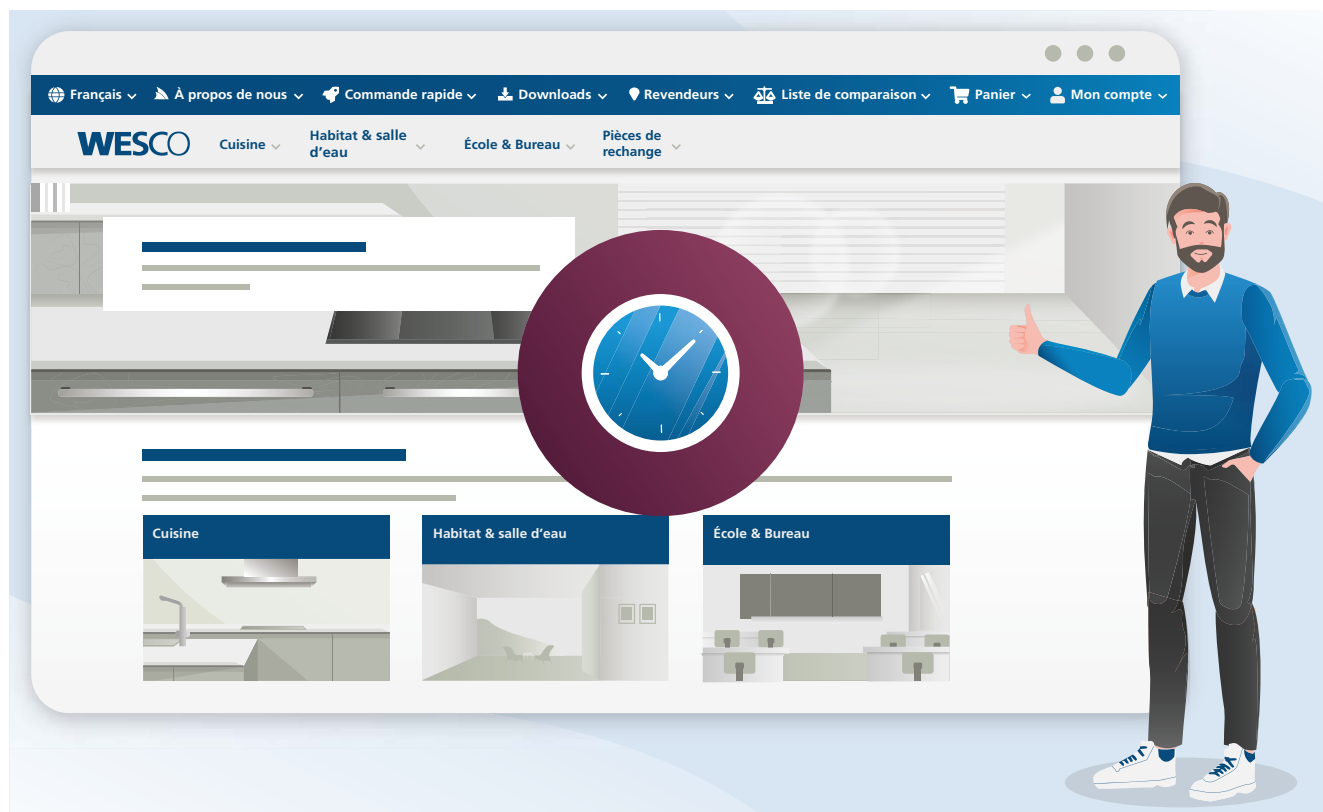 Français À propos de nous Commande rapide Downloads Revendeurs Liste de comparaison Panier Mon compte
WESCO Cuisine Habitat & salle d’eau École & Bureau Pièces de rechange
Cuisine Habitat & salle d’eau École & Bureau